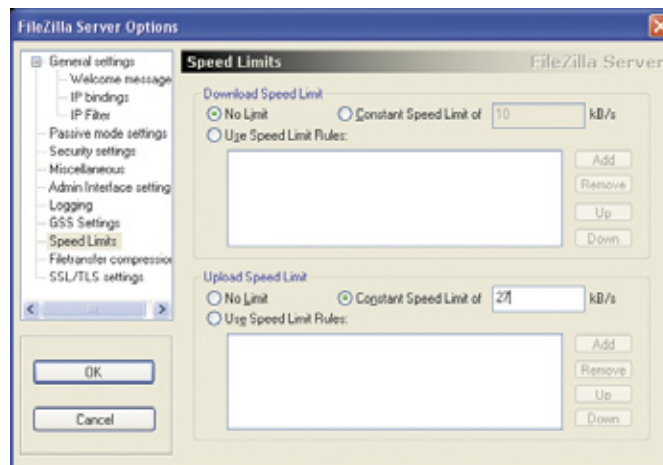 FileZilla Server Options
General settings
Welcome message
IP bindings
IP Filter
Passive mode settings
Security settings
Miscellaneous
Admin Interface setting
Logging
GSS Settings
Speed Limits
Filetransfer compression
SSL/TLS settings
OK
Cancel
Speed Limits FileZilla Server
Download Speed Limit
No Limit Constant Speed Limit of 10 kB/s
Use Speed Limit Rules:
Add
Remove
Up
Down
Upload Speed Limit
No Limit Constant Speed Limit of 27 kB/s
Use Speed Limit Rules:
Add
Remove
Up
Down